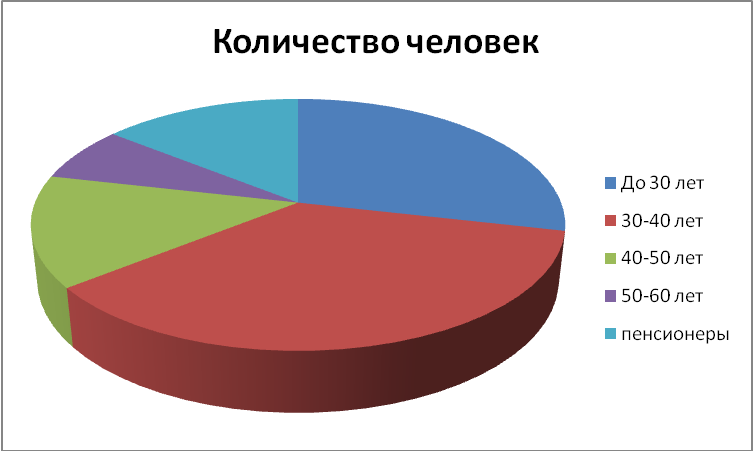 Количество человек
До 30 лет
30-40 лет
40-50 лет
50-60 лет
пенсионеры